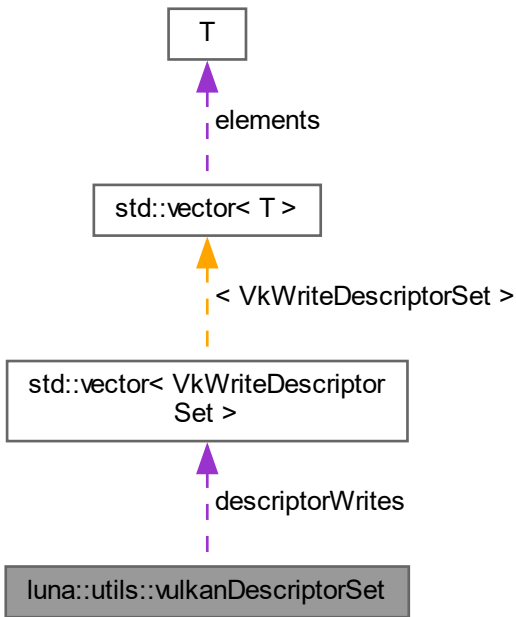 T
elements
std::vector< T >
< VkWriteDescriptorSet >
std::vector< VkWriteDescriptor
Set >
descriptorWrites
luna::utils::vulkanDescriptorSet